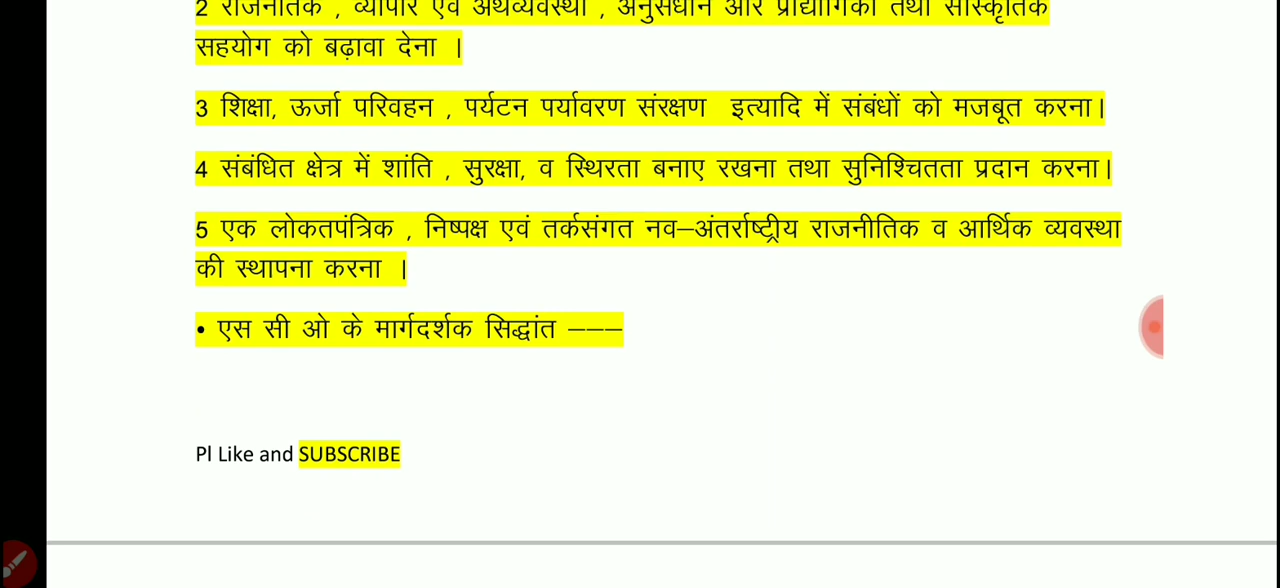 2 राजनीतिक , व्यापार एवं अर्थव्यवस्था , अनुसंधान और प्रौद्योगिकी तथा सांस्कृतिक
सहयोग को बढ़ावा देना ।
3 शिक्षा, ऊर्जा परिवहन , पर्यटन पर्यावरण संरक्षण इत्यादि में संबंधों को मजबूत करना।
4 संबंधित क्षेत्र में शांति , सुरक्षा, व स्थिरता बनाए रखना तथा सुनिश्चितता प्रदान करना।
5 एक लोकतपंत्रिक , निष्पक्ष एवं तर्कसंगत नव–अंतर्राष्ट्रीय राजनीतिक व आर्थिक व्यवस्था
की स्थापना करना ।
• एस सी ओ के मार्गदर्शक सिद्धांत –––
Pl Like and SUBSCRIBE